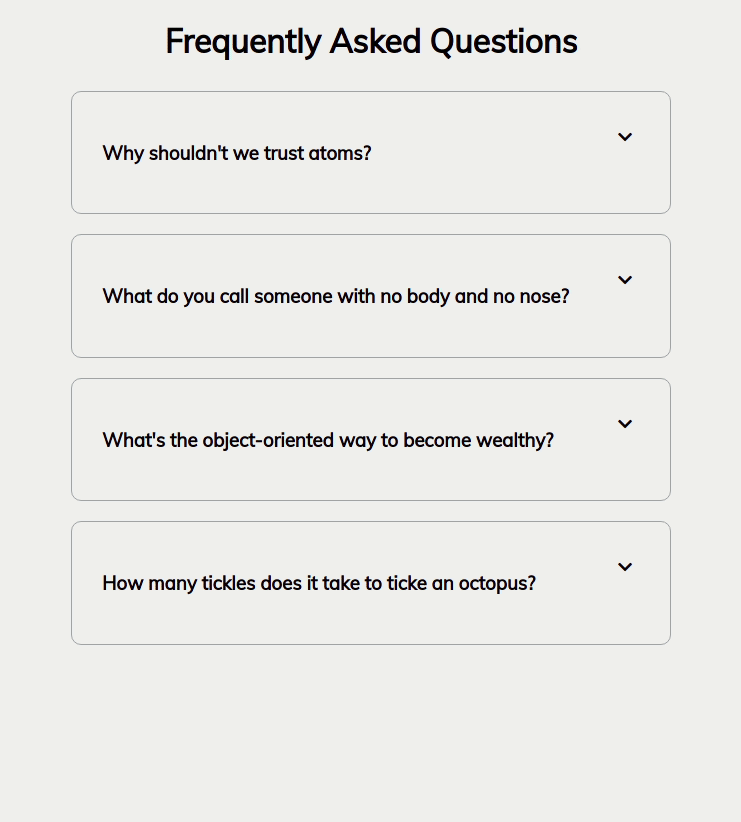 Frequently Asked Questions
Why shouldn't we trust atoms?
What do you call someone with no body and no nose?
What's the object-oriented way to become wealthy?
How many tickles does it take to ticke an octopus?